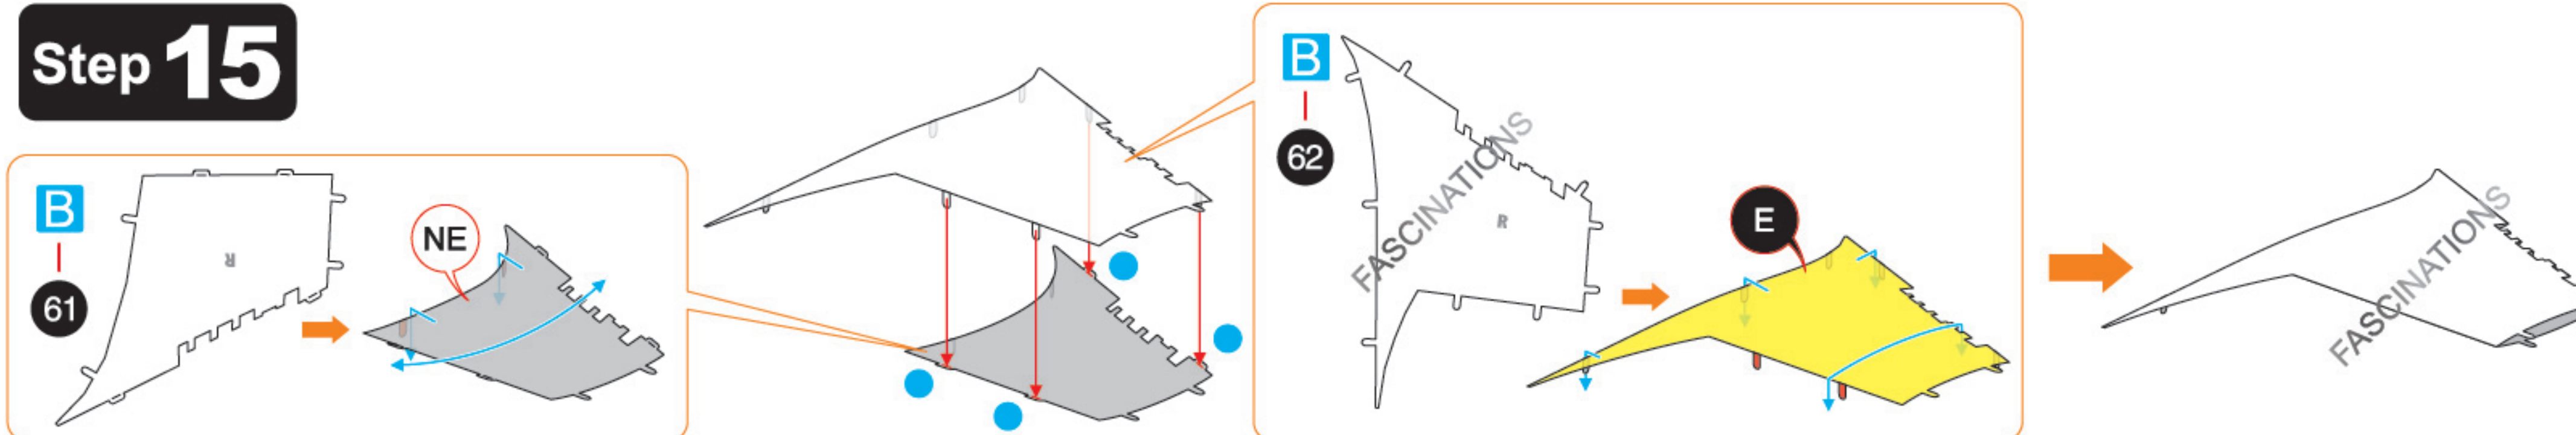 Step 15
B
61
R
NE
B
62
FASCINATIONS
R
E
FASCINATIONS